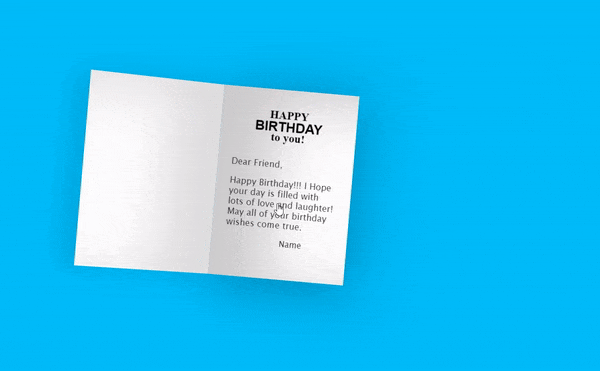 HAPPY
BIRTHDAY
to you!
Dear Friend,
Happy Birthday!!! I Hope
your day is filled with
lots of love and laughter!
May all of your birthday
wishes come true.
Name